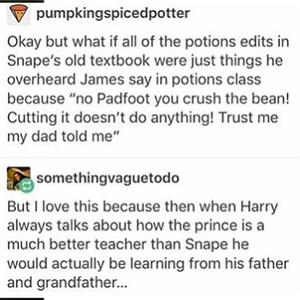 pumpkingspicedpotter
Okay but what if all of the potions edits in
Snape's old textbook were just things he
overheard James say in potions class
because "no Padfoot you crush the bean!
Cutting it doesn't do anything! Trust me
my dad told me"
somethingvaguetodo
But I love this because then when Harry
always talks about how the prince is a
much better teacher than Snape he
would actually be learning from his father
and grandfather...